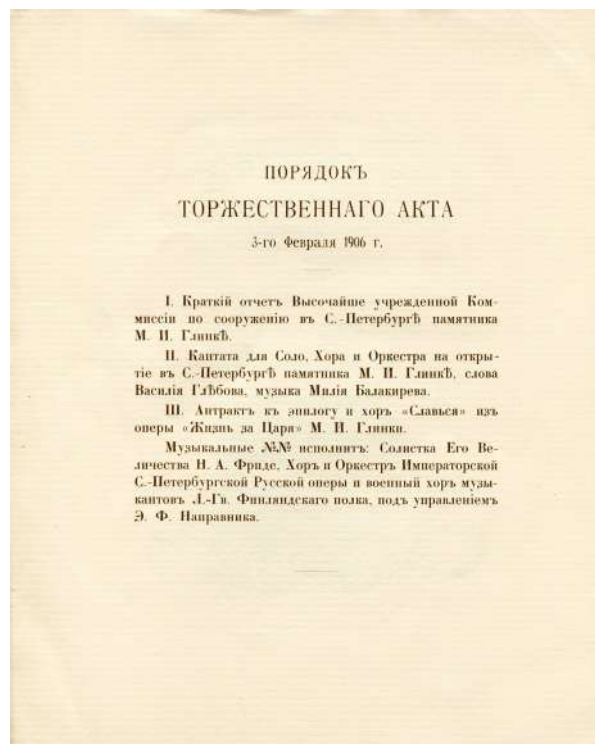 ПОРЯДОКЪ
ТОРЖЕСТВЕННАГО АКТА
3-го Февраля 1906 г.
I. Краткій отчетъ Высочайше учрежденной Ком-
миссіи по сооруженію въ С.-Петербургѣ памятника
М. И. Глинкѣ.
II. Кантата для Соло, Хора и Оркестра на откры-
тіе въ С.-Петербургѣ памятника М. И. Глинкѣ, слова
Василія Глѣбова, музыка Милія Балакирева.
III. Антрактъ къ эпилогу и хоръ «Славься» изъ
оперы «Жизнь за Царя» М. И. Глинки.
Музыкальные №№ исполнитъ: Солистка Его Ве-
личества Н. А. Фриде, Хоръ и Оркестръ Императорской
С.-Петербургской Русской оперы и военный хоръ музы-
кантовъ Л.-Гв. Финляндскаго полка, подъ управленіемъ
Э. Ф. Направника.